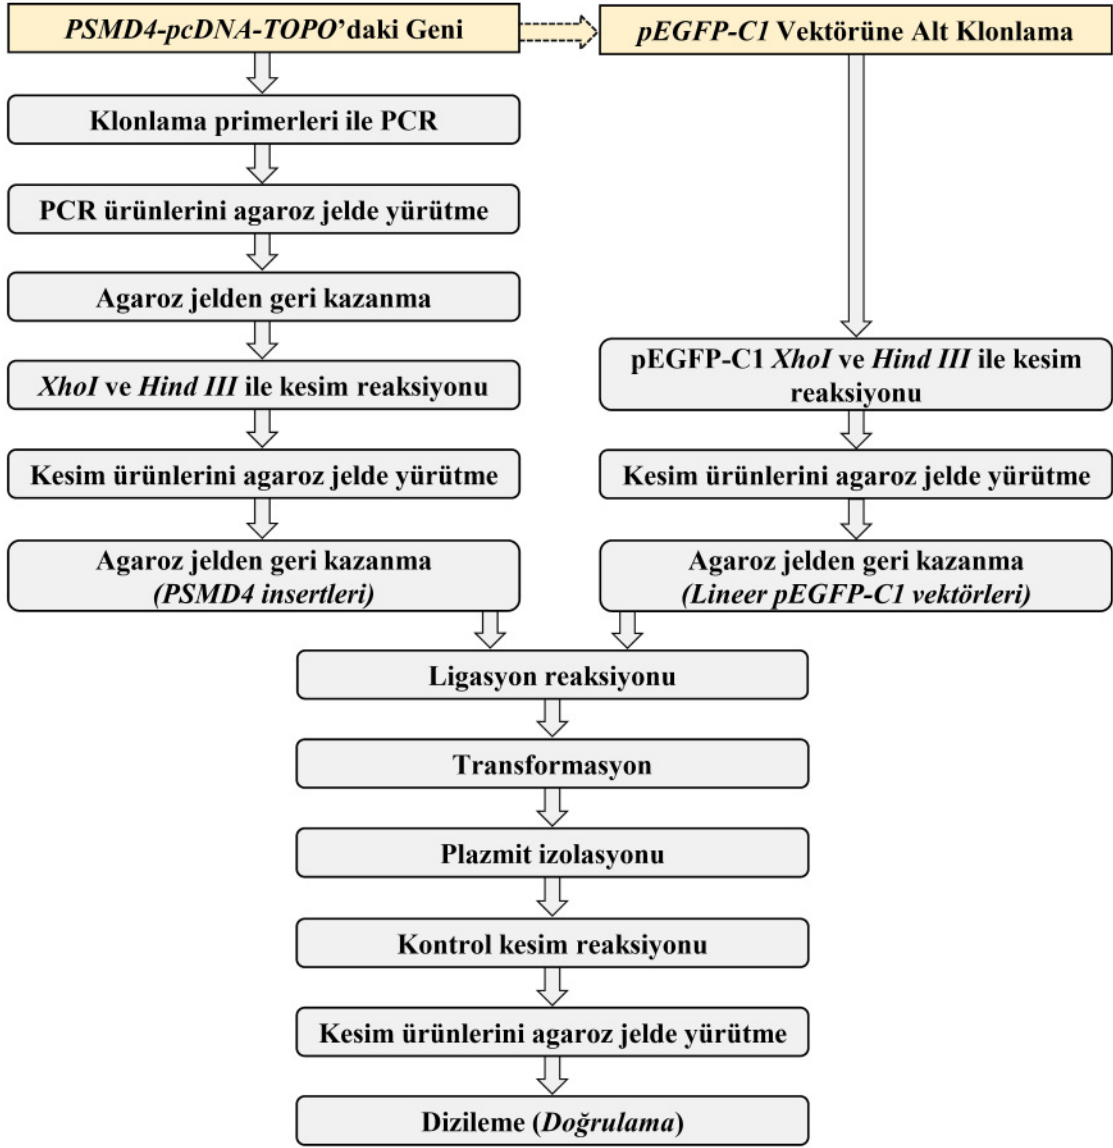 PSMD4-pcDNA-TOPO’daki Geni
pEGFP-C1 Vektörüne Alt Klonlama
Klonlama primerleri ile PCR
PCR ürünlerini agaroz jelde yürütme
Agaroz jelden geri kazanma
XhoI ve Hind III ile kesim reaksiyonu
Kesim ürünlerini agaroz jelde yürütme
Agaroz jelden geri kazanma
(PSMD4 insertleri)
pEGFP-C1 XhoI ve Hind III ile kesim
reaksiyonu
Kesim ürünlerini agaroz jelde yürütme
Agaroz jelden geri kazanma
(Lineer pEGFP-C1 vektörleri)
Ligasyon reaksiyonu
Transformasyon
Plazmit izolasyonu
Kontrol kesim reaksiyonu
Kesim ürünlerini agaroz jelde yürütme
Dizileme (Doğrulama)